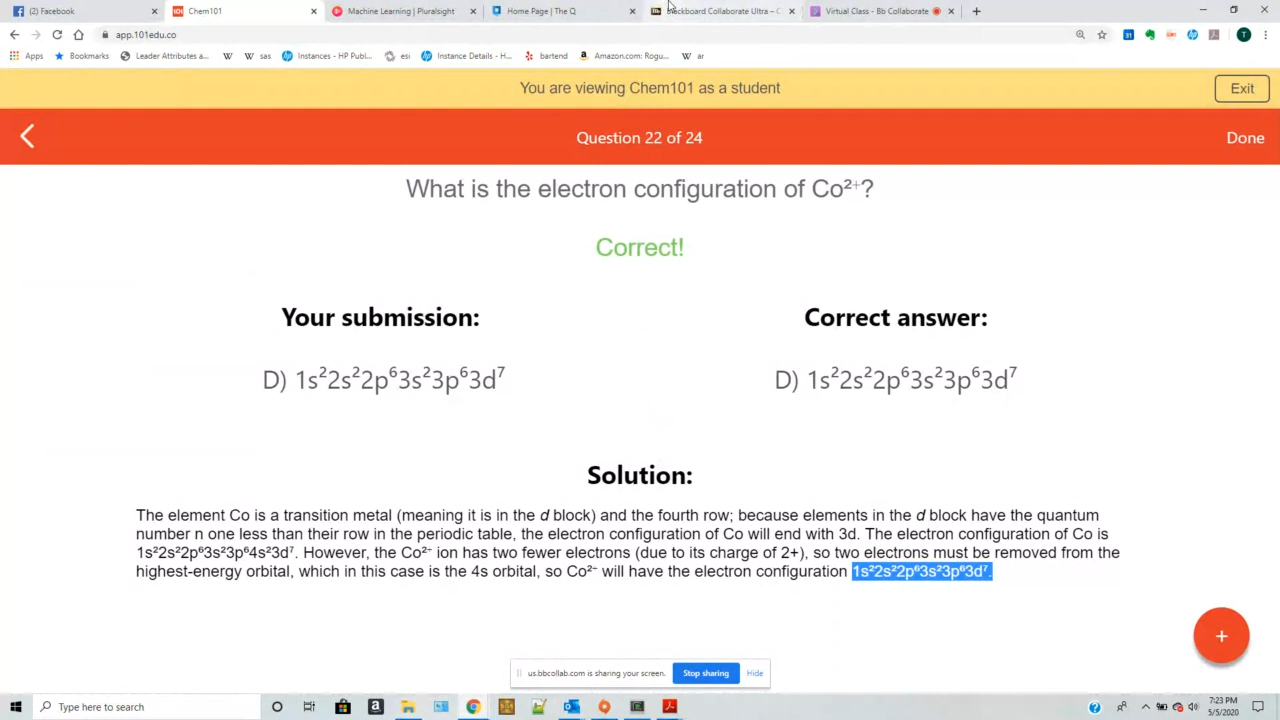 (2) Facebook
Chem101
Machine Learning | Pluralsight
Home Page | The Q
Blackboard Collaborate Ultra – C
Virtual Class - Bb Collaborate
app.101edu.co
Apps
Bookmarks
Leader Attributes a...
sas
Instances - HP Publ...
esi
Instance Details - H...
bartend
Amazon.com: Rogu...
ar
You are viewing Chem101 as a student
Exit
Question 22 of 24
Done
What is the electron configuration of Co²⁺?
Correct!
Your submission:
Correct answer:
D) 1s²2s²2p⁶3s²3p⁶3d⁷
D) 1s²2s²2p⁶3s²3p⁶3d⁷
Solution:
The element Co is a transition metal (meaning it is in the d block) and the fourth row; because elements in the d block have the quantum
number n one less than their row in the periodic table, the electron configuration of Co will end with 3d. The electron configuration of Co is
1s²2s²2p⁶3s²3p⁶4s²3d⁷. However, the Co²⁺ ion has two fewer electrons (due to its charge of 2+), so two electrons must be removed from the
highest-energy orbital, which in this case is the 4s orbital, so Co²⁺ will have the electron configuration 1s²2s²2p⁶3s²3p⁶3d⁷.
us.bbcollab.com is sharing your screen.
Stop sharing
Hide
Type here to search
7:23 PM
5/5/2020